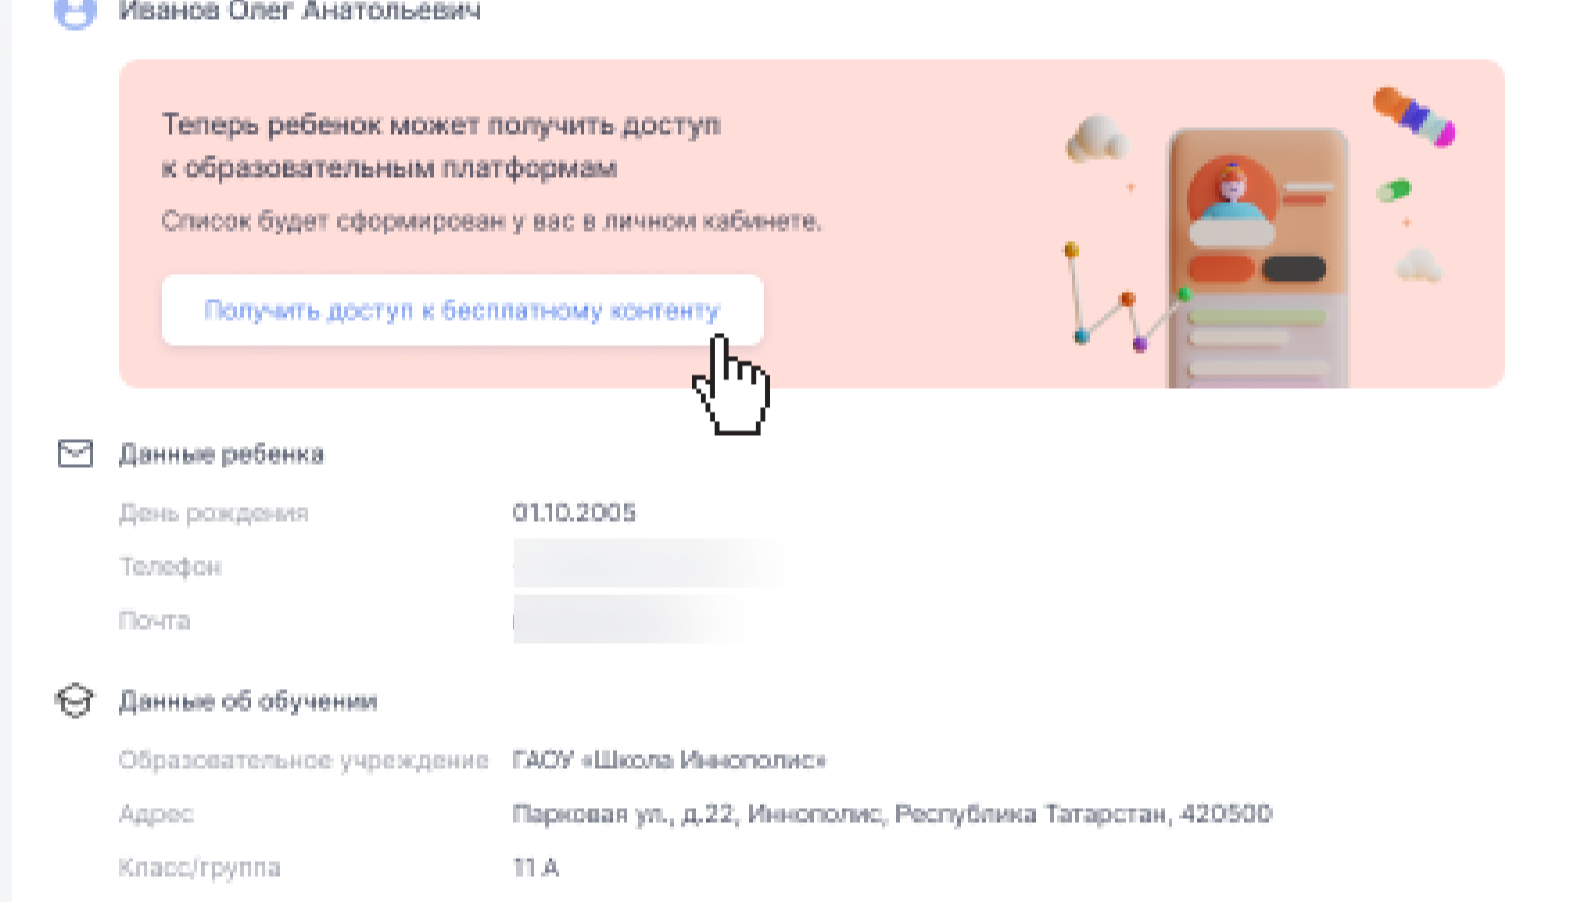 Иванов Олег Анатольевич
Теперь ребенок может получить доступ
к образовательным платформам
Список будет сформирован у вас в личном кабинете.
Получить доступ к бесплатному контенту
Данные ребенка
День рождения 01.10.2005
Телефон
Почта
Данные об обучении
Образовательное учреждение ГАОУ «Школа Иннополис»
Адрес Парковая ул., д.22, Иннополис, Республика Татарстан, 420500
Класс/группа 11 А